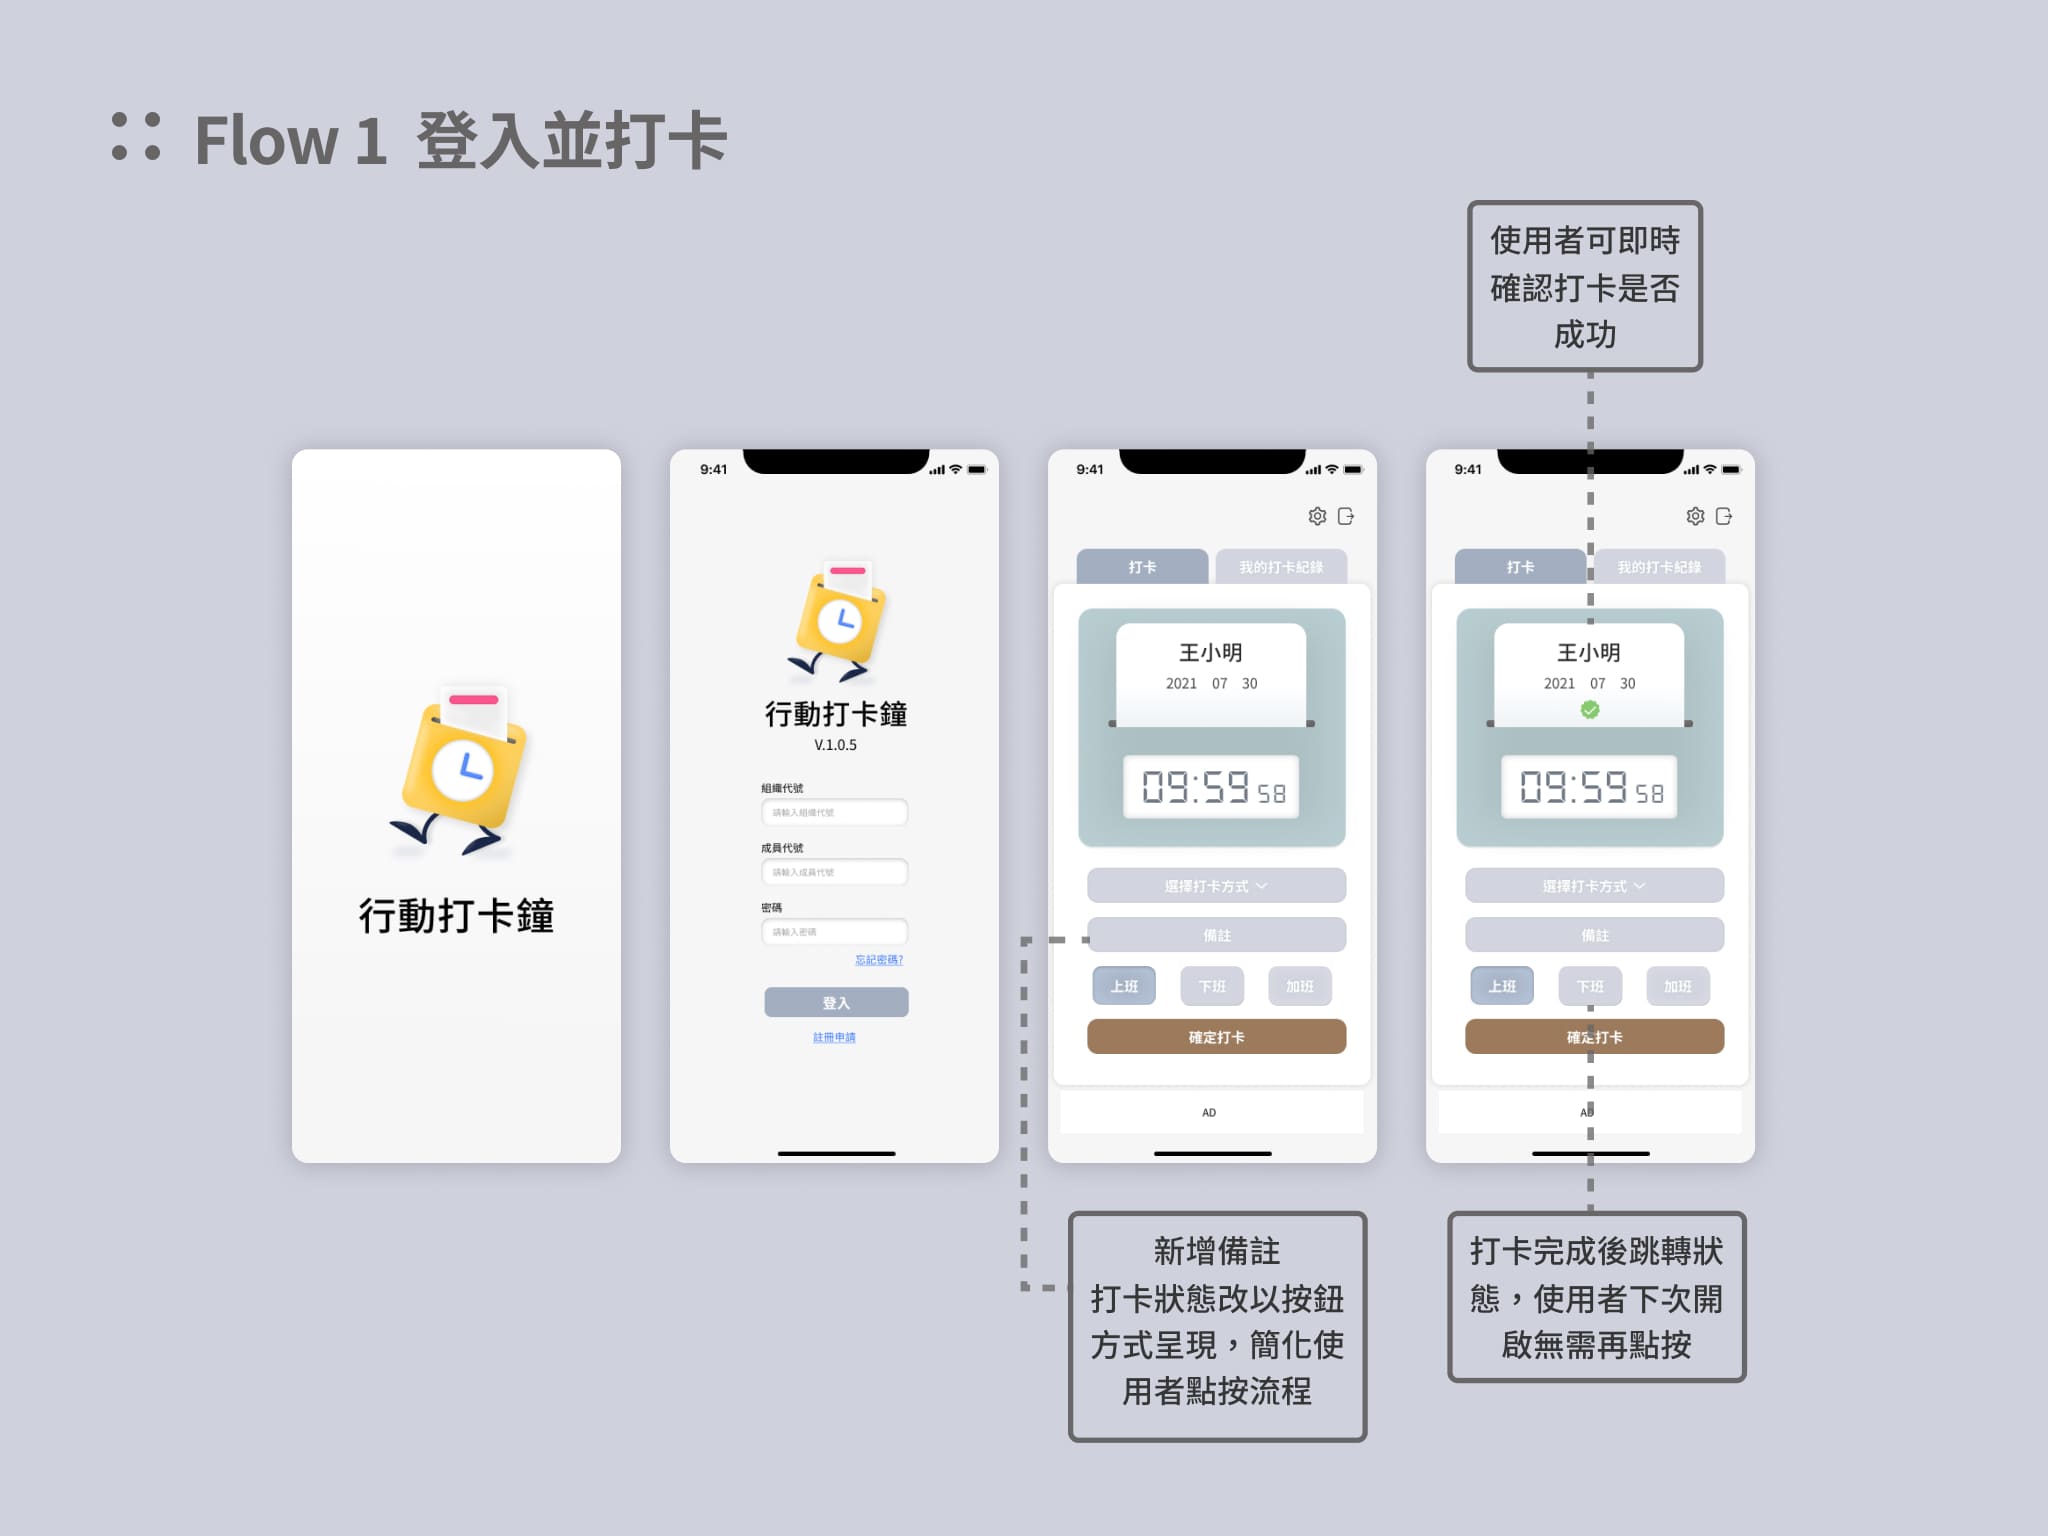 Flow 1 登入並打卡
使用者可即時
確認打卡是否
成功
行動打卡鐘
9:41
行動打卡鐘
V.1.0.5
組織代號
請輸入組織代號
成員代號
請輸入成員代號
密碼
請輸入密碼
忘記密碼?
登入
註冊申請
9:41
打卡 我的打卡紀錄
王小明
2021 07 30
09:59 58
選擇打卡方式
備註
上班 下班 加班
確定打卡
AD
9:41
打卡 我的打卡紀錄
王小明
2021 07 30
09:59 58
選擇打卡方式
備註
上班 下班 加班
確定打卡
AD
新增備註
打卡狀態改以按鈕
方式呈現，簡化使
用者點按流程
打卡完成後跳轉狀
態，使用者下次開
啟無需再點按